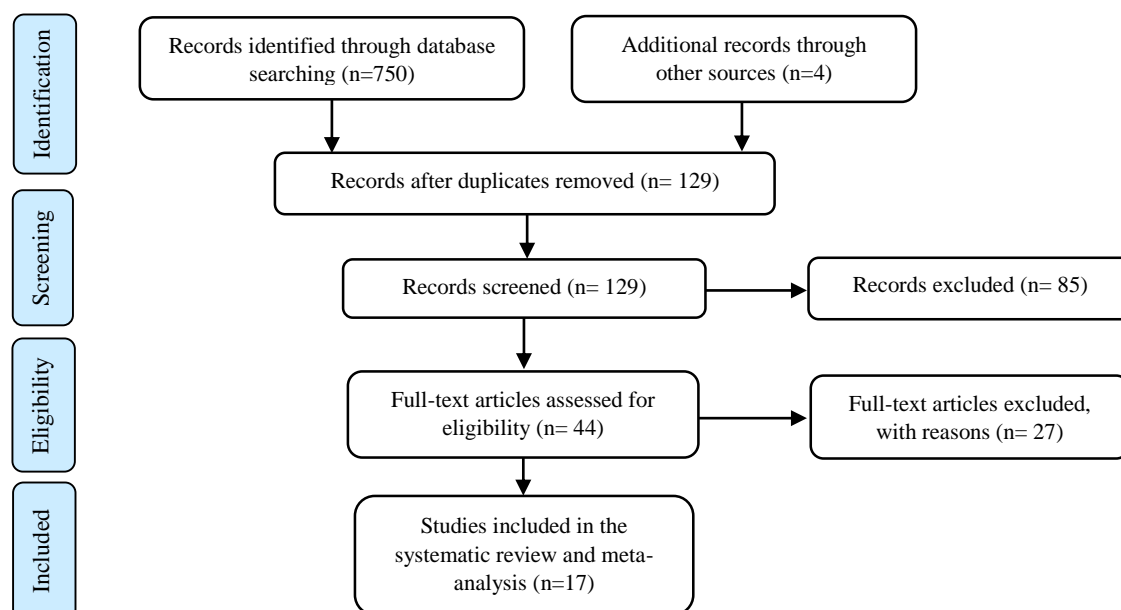 Identification
Records identified through database
searching (n=750)
Additional records through
other sources (n=4)
Records after duplicates removed (n= 129)
Screening
Records screened (n= 129)
Records excluded (n= 85)
Eligibility
Full-text articles assessed for
eligibility (n= 44)
Full-text articles excluded,
with reasons (n= 27)
Included
Studies included in the
systematic review and meta-
analysis (n=17)